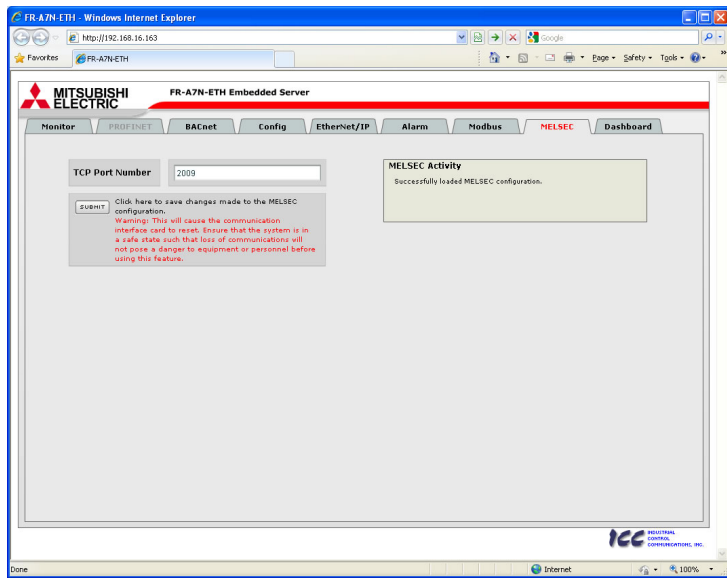 FR-A7N-ETH - Windows Internet Explorer
http://192.168.16.163
Google
Favorites
FR-A7N-ETH
Page
Safety
Tools
MITSUBISHI
ELECTRIC
FR-A7N-ETH Embedded Server
Monitor
PROFINET
BACnet
Config
EtherNet/IP
Alarm
Modbus
MELSEC
Dashboard
TCP Port Number
2009
SUBMIT
Click here to save changes made to the MELSEC
configuration.
Warning: This will cause the communication
interface card to reset. Ensure that the system is in
a safe state such that loss of communications will
not pose a danger to equipment or personnel before
using this feature.
MELSEC Activity
Successfully loaded MELSEC configuration.
ICC
INDUSTRIAL
CONTROL
COMMUNICATIONS, INC.
Done
Internet
100%